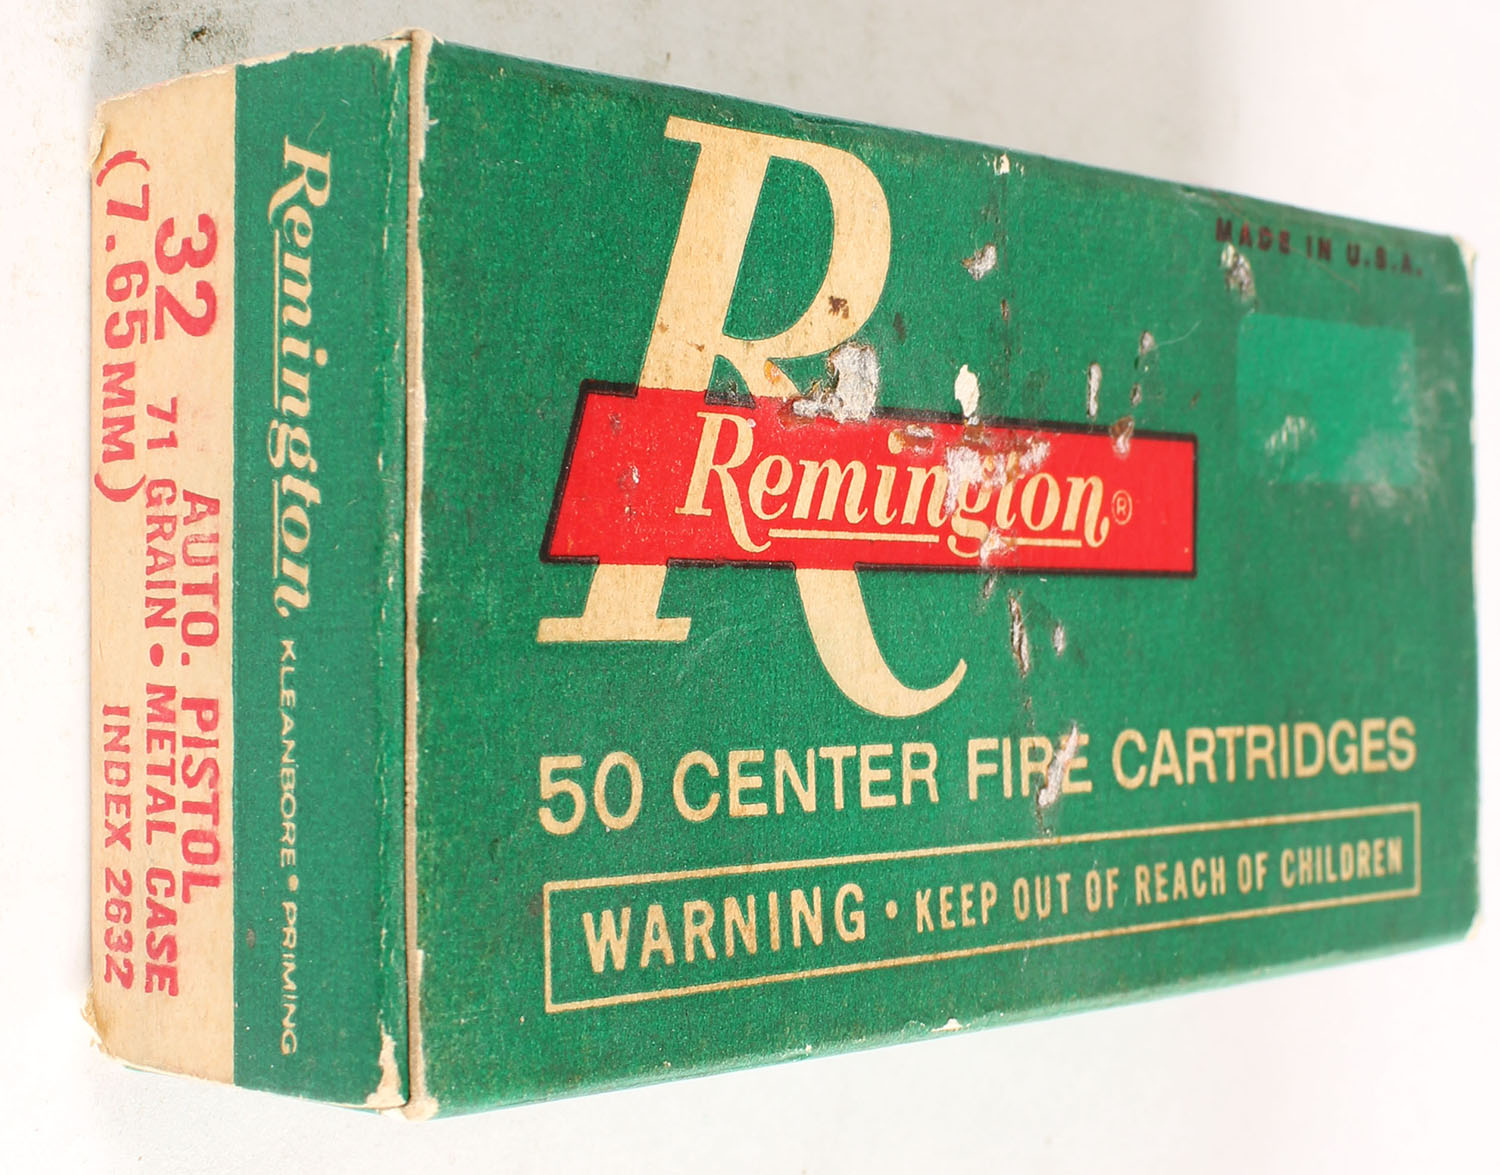 MADE IN U.S.A.
R
Remington®
50 CENTER FIRE CARTRIDGES
WARNING • KEEP OUT OF REACH OF CHILDREN
Remington KLEANBORE • PRIMING
32 AUTO. PISTOL
71 GRAIN • METAL CASE
(7.65MM) INDEX 2632